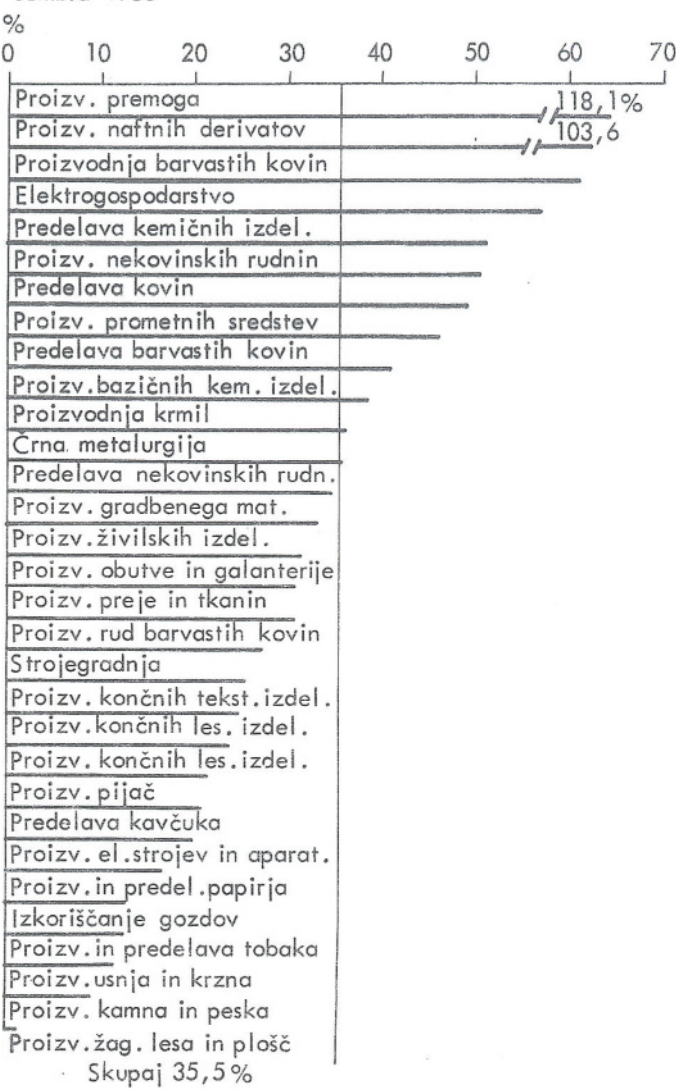 %
0 10 20 30 40 50 60 70
Proizv. premoga 118,1%
Proizv. naftnih derivatov 103,6
Proizvodnja barvastih kovin
Elektrogospodarstvo
Predelava kemičnih izdel.
Proizv. nekovinskih rudnin
Predelava kovin
Proizv. prometnih sredstev
Predelava barvastih kovin
Proizv.bazičnih kem. izdel.
Proizvodnja krmil
Črna metalurgija
Predelava nekovinskih rudn.
Proizv. gradbenega mat.
Proizv.živilskih izdel.
Proizv. obutve in galanterije
Proizv. preje in tkanin
Proizv. rud barvastih kovin
Strojegradnja
Proizv. končnih tekst.izdel.
Proizv.končnih les. izdel.
Proizv. končnih les.izdel.
Proizv.pijač
Predelava kavčuka
Proizv. el.strojev in aparat.
Proizv.in predel.papirja
Izkoriščanje gozdov
Proizv.in predelava tobaka
Proizv.usnja in krzna
Proizv. kamna in peska
Proizv.žag. lesa in plošč
Skupaj 35,5%